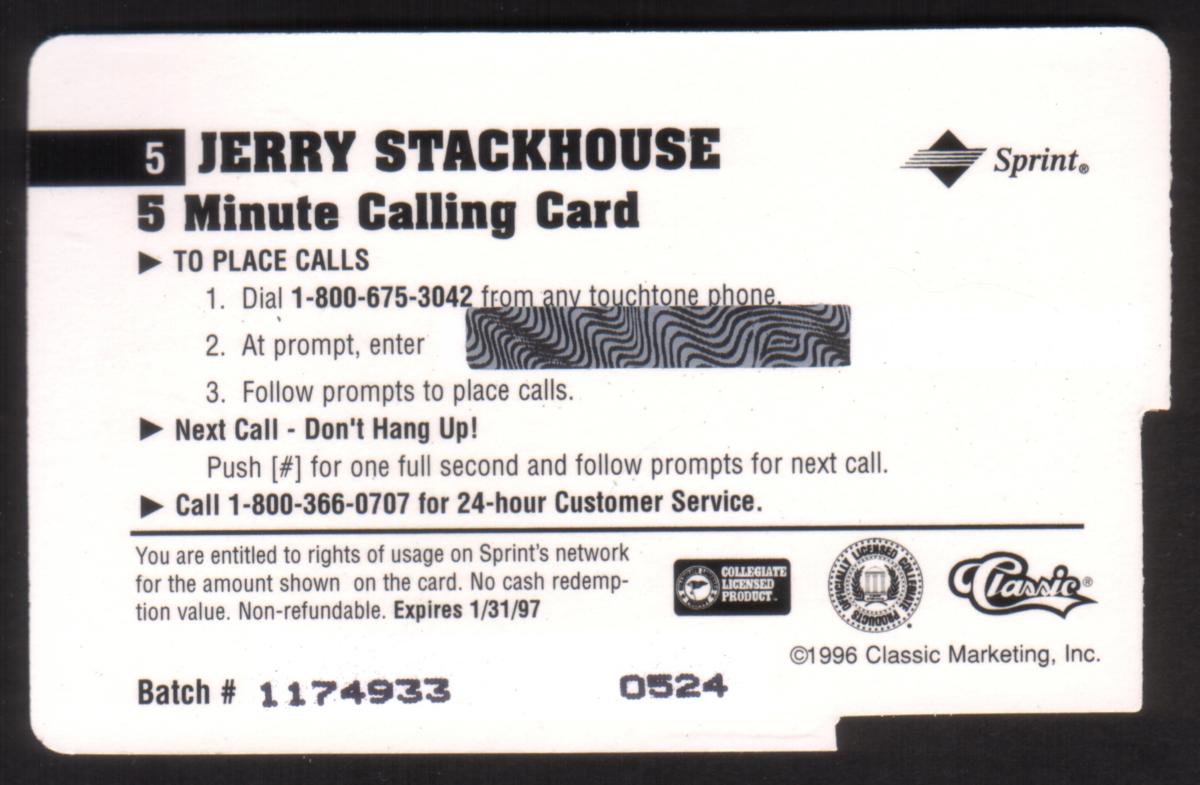 5 JERRY STACKHOUSE
Sprint®
5 Minute Calling Card
▶ TO PLACE CALLS
1. Dial 1-800-675-3042 from any touchtone phone.
2. At prompt, enter
3. Follow prompts to place calls.
▶ Next Call - Don't Hang Up!
Push [#] for one full second and follow prompts for next call.
▶ Call 1-800-366-0707 for 24-hour Customer Service.
You are entitled to rights of usage on Sprint's network
for the amount shown on the card. No cash redemp-
tion value. Non-refundable. Expires 1/31/97
COLLEGIATE
LICENSED
PRODUCT™
OFFICIALLY LICENSED COLLEGIATE PRODUCTS
Classic®
©1996 Classic Marketing, Inc.
Batch # 1174933 0524